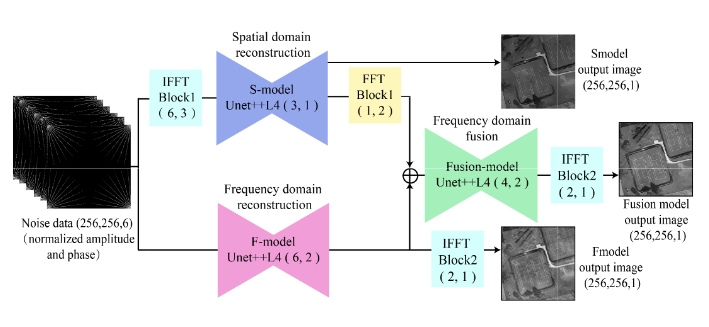 Spatial domain
reconstruction
IFFT
Block1
( 6, 3 )
S-model
Unet++L4 ( 3, 1 )
FFT
Block1
( 1, 2 )
Smodel
output image
(256,256,1)
Noise data (256,256,6)
(normalized amplitude
and phase)
Frequency domain
reconstruction
F-model
Unet++L4 ( 6, 2 )
Frequency domain
fusion
Fusion-model
Unet++L4 ( 4, 2 )
IFFT
Block2
( 2, 1 )
Fusion model
output image
(256,256,1)
IFFT
Block2
( 2, 1 )
Fmodel
output image
(256,256,1)